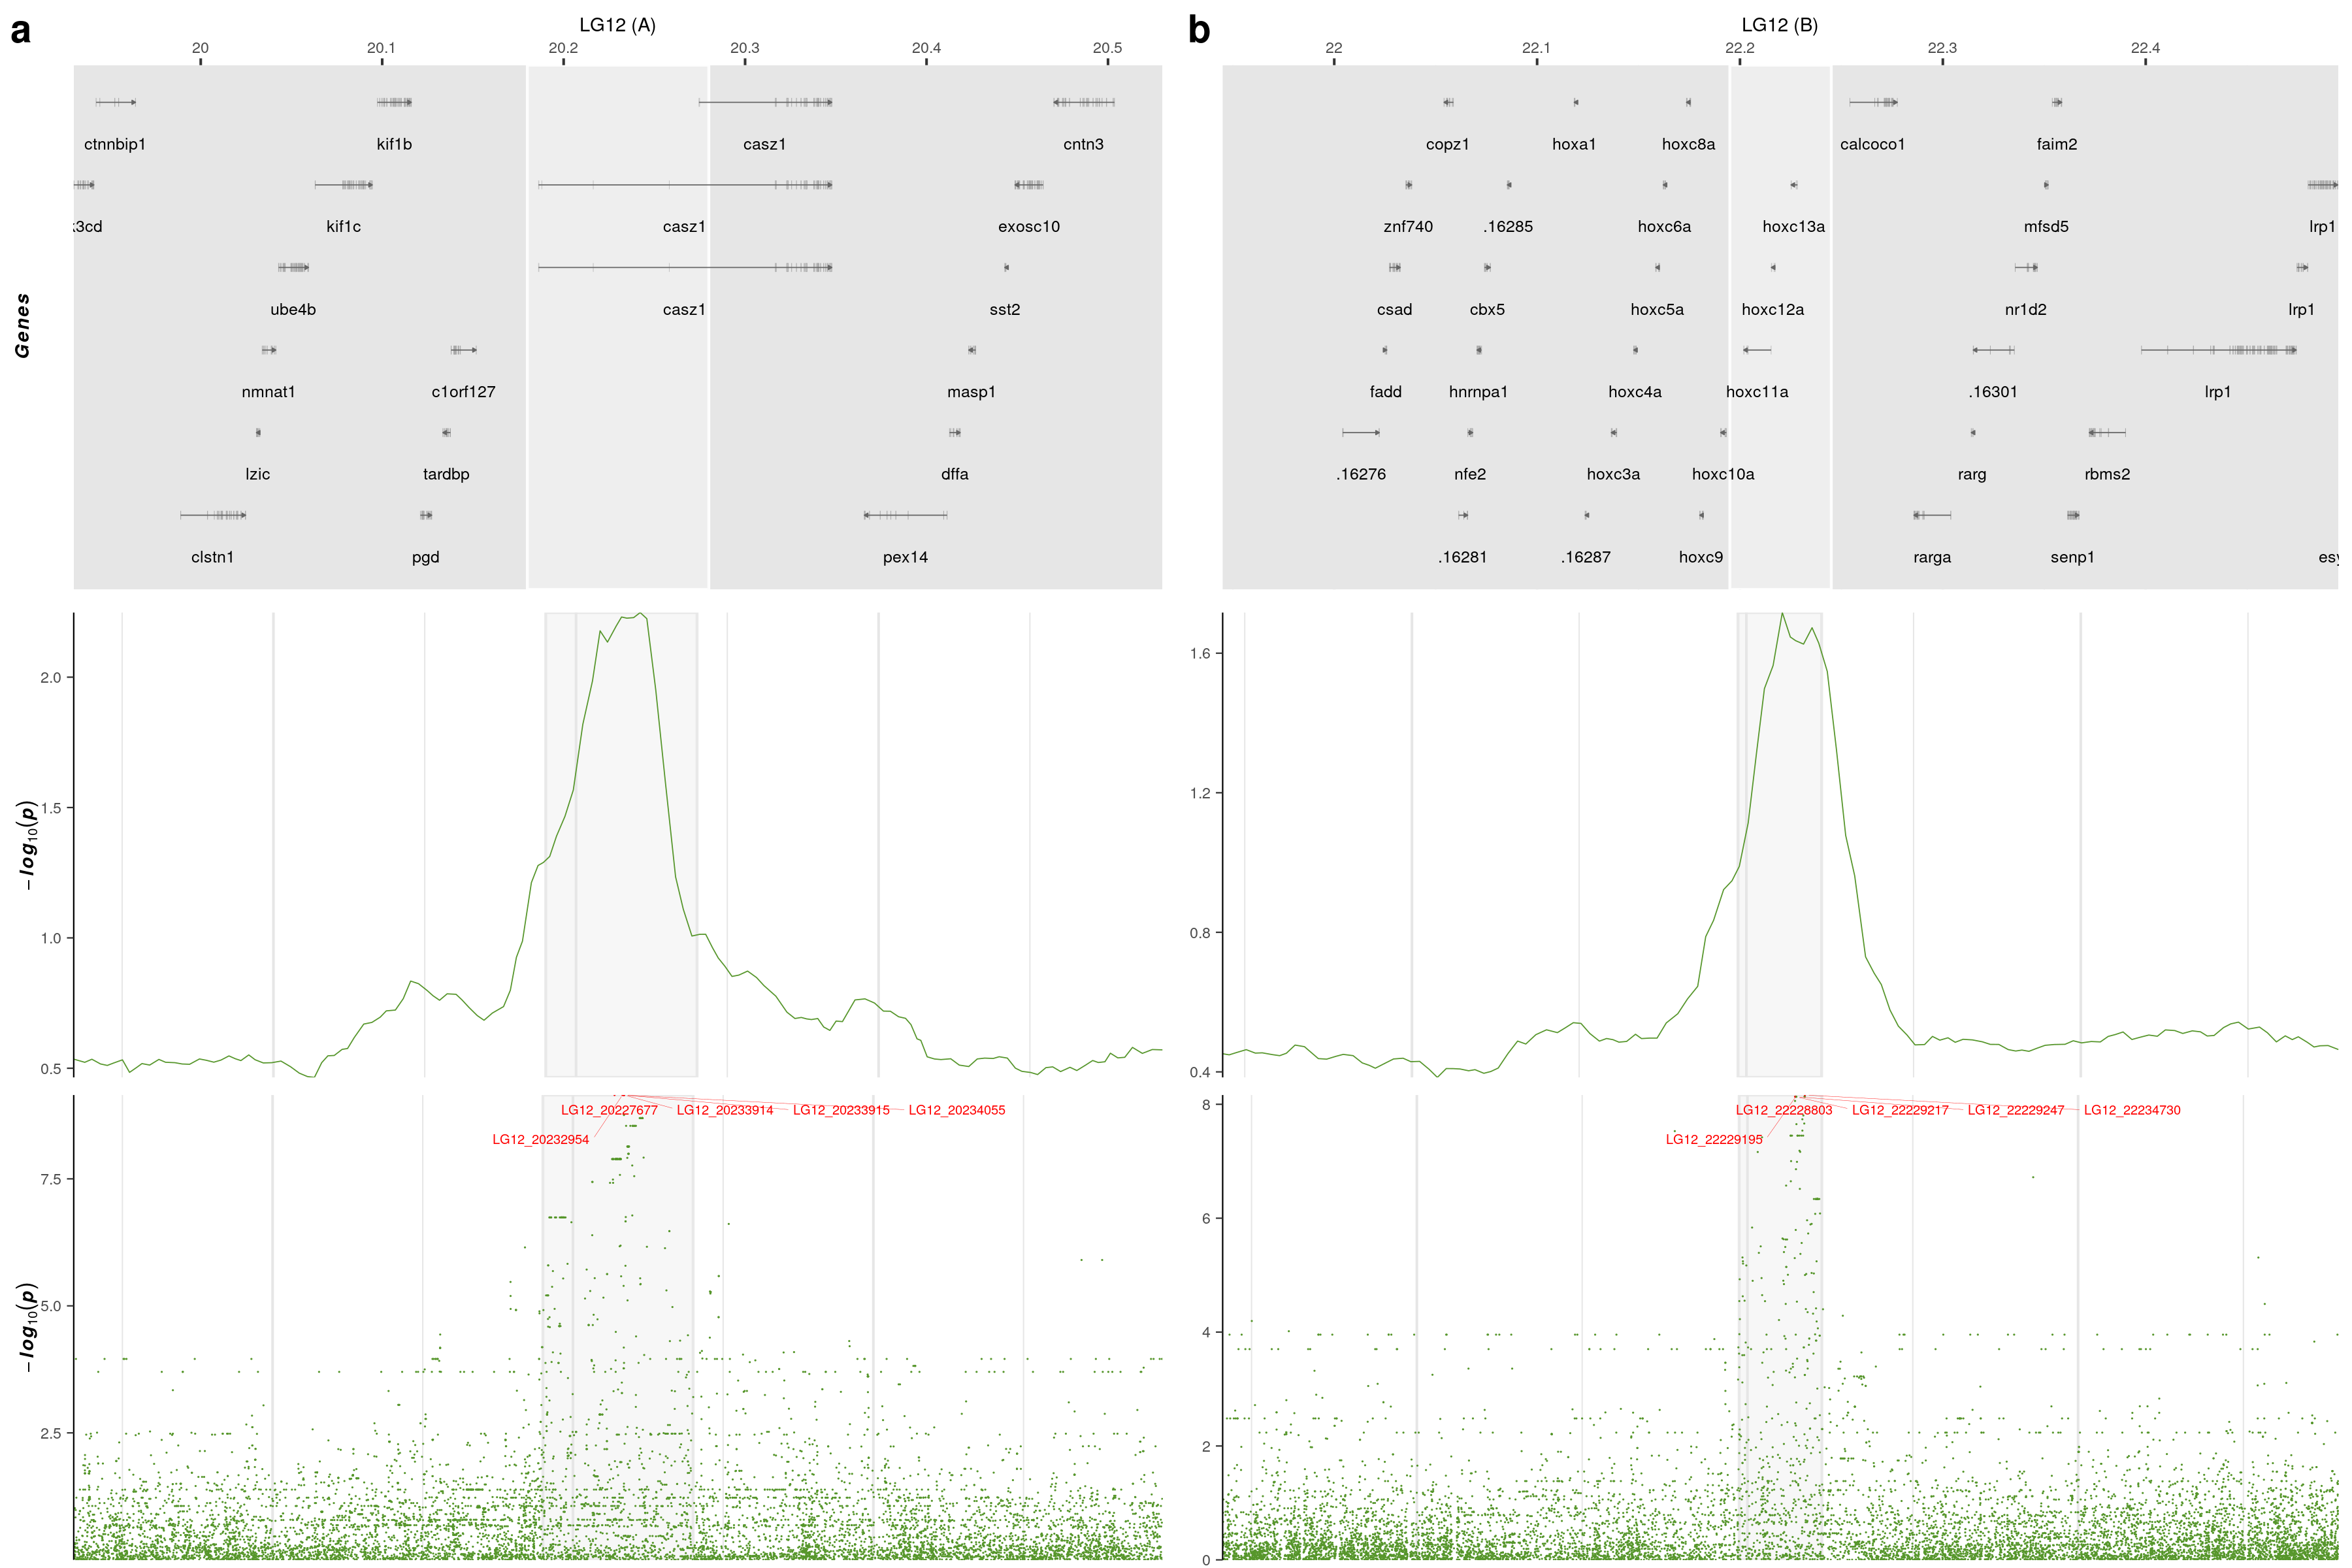 a
LG12 (A)
20 20.1 20.2 20.3 20.4 20.5
Genes
ctnnbip1 kif1b casz1 cntn3
k3cd kif1c casz1 exosc10
ube4b casz1 sst2
nmnat1 c1orf127 masp1
lzic tardbp dffa
clstn1 pgd pex14
−log10(p)
2.0
1.5
1.0
0.5
−log10(p)
LG12_20227677 LG12_20233914 LG12_20233915 LG12_20234055
LG12_20232954
7.5
5.0
2.5
b
LG12 (B)
22 22.1 22.2 22.3 22.4
copz1 hoxa1 hoxc8a calcoco1 faim2
znf740 .16285 hoxc6a hoxc13a mfsd5 lrp1
csad cbx5 hoxc5a hoxc12a nr1d2 lrp1
fadd hnrnpa1 hoxc4a hoxc11a .16301 lrp1
.16276 nfe2 hoxc3a hoxc10a rarg rbms2
.16281 .16287 hoxc9 rarga senp1 esy
1.6
1.2
0.8
0.4
LG12_22228803 LG12_22229217 LG12_22229247 LG12_22234730
LG12_22229195
8
6
4
2
0